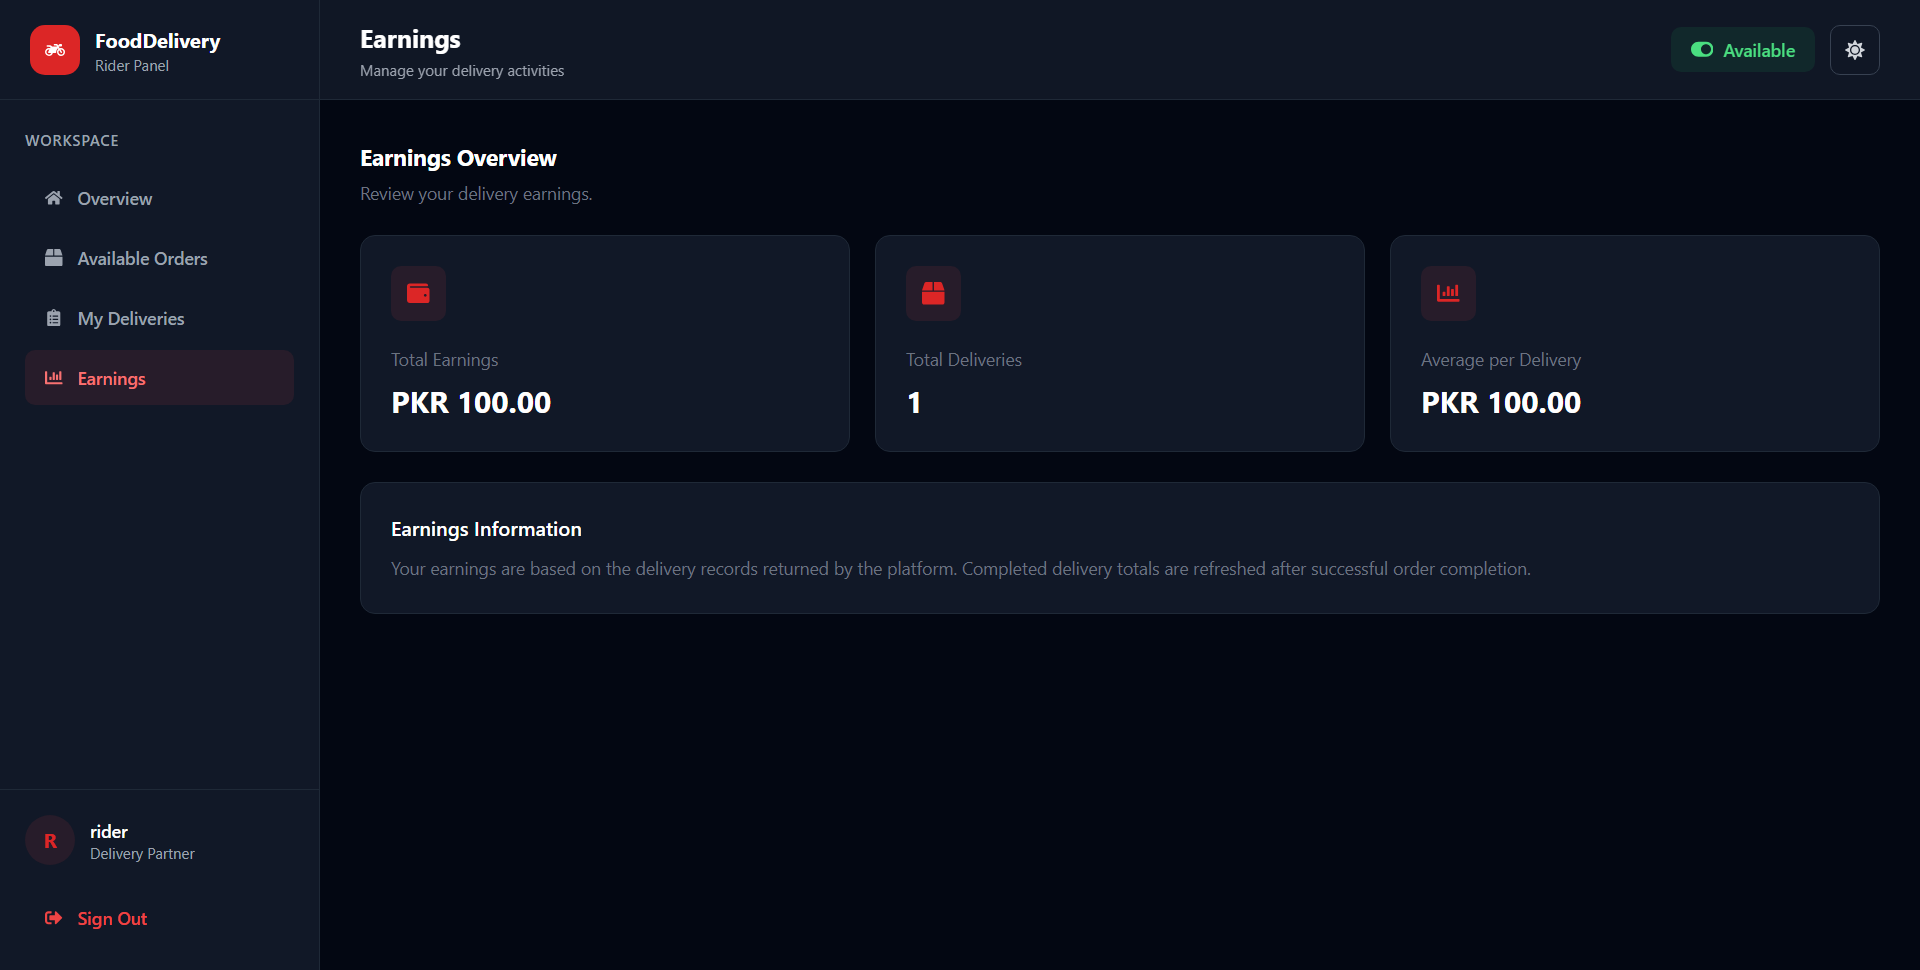 FoodDelivery
Rider Panel
WORKSPACE
Overview
Available Orders
My Deliveries
Earnings
R
rider
Delivery Partner
Sign Out
Earnings
Manage your delivery activities
Available
Earnings Overview
Review your delivery earnings.
Total Earnings
PKR 100.00
Total Deliveries
1
Average per Delivery
PKR 100.00
Earnings Information
Your earnings are based on the delivery records returned by the platform. Completed delivery totals are refreshed after successful order completion.